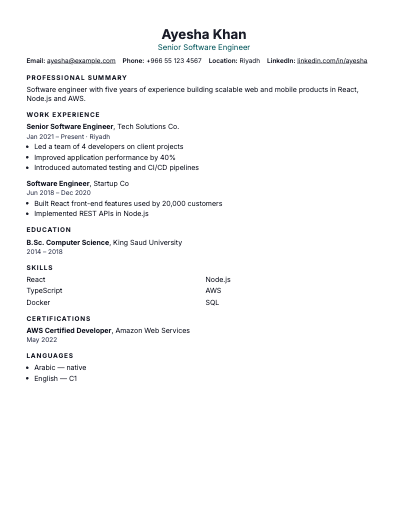 Ayesha Khan
Senior Software Engineer
Email: ayesha@example.com Phone: +966 55 123 4567 Location: Riyadh LinkedIn: linkedin.com/in/ayesha
PROFESSIONAL SUMMARY
Software engineer with five years of experience building scalable web and mobile products in React,
Node.js and AWS.
WORK EXPERIENCE
Senior Software Engineer, Tech Solutions Co.
Jan 2021 – Present · Riyadh
• Led a team of 4 developers on client projects
• Improved application performance by 40%
• Introduced automated testing and CI/CD pipelines
Software Engineer, Startup Co
Jun 2018 – Dec 2020
• Built React front-end features used by 20,000 customers
• Implemented REST APIs in Node.js
EDUCATION
B.Sc. Computer Science, King Saud University
2014 – 2018
SKILLS
React Node.js
TypeScript AWS
Docker SQL
CERTIFICATIONS
AWS Certified Developer, Amazon Web Services
May 2022
LANGUAGES
• Arabic — native
• English — C1